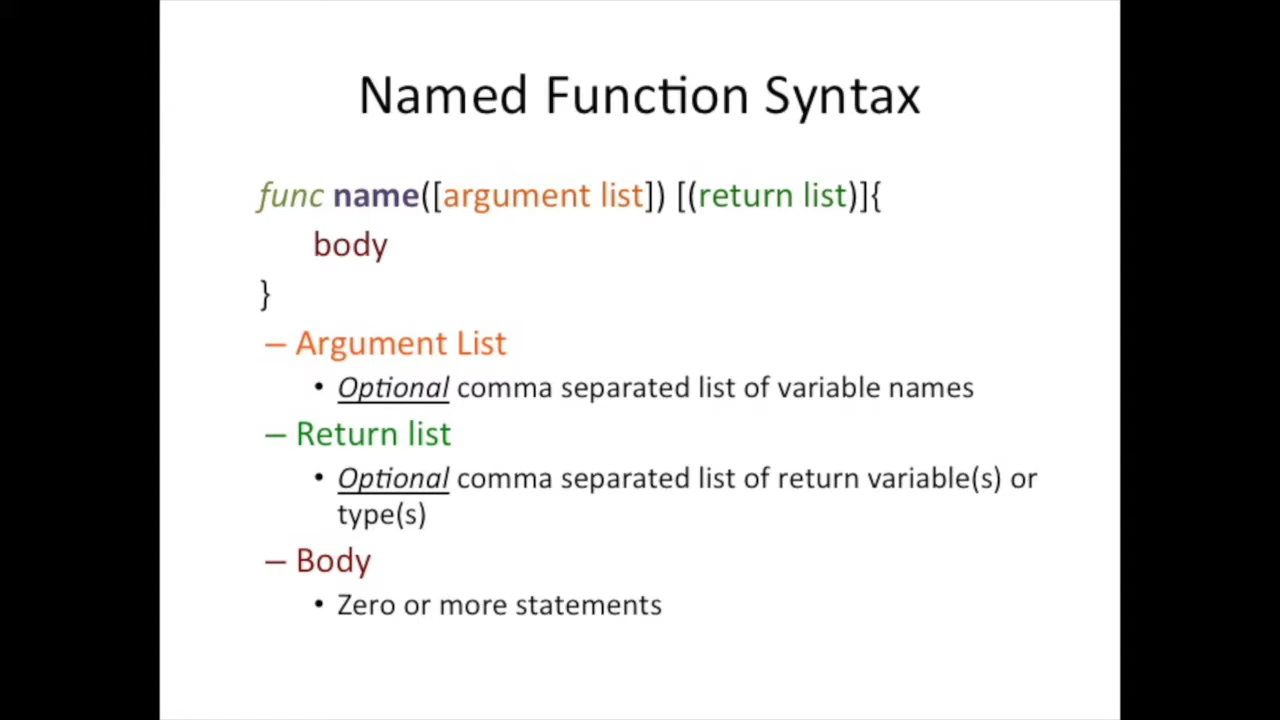 Named Function Syntax
func name([argument list]) [(return list)]{
body
}
– Argument List
• Optional comma separated list of variable names
– Return list
• Optional comma separated list of return variable(s) or
type(s)
– Body
• Zero or more statements